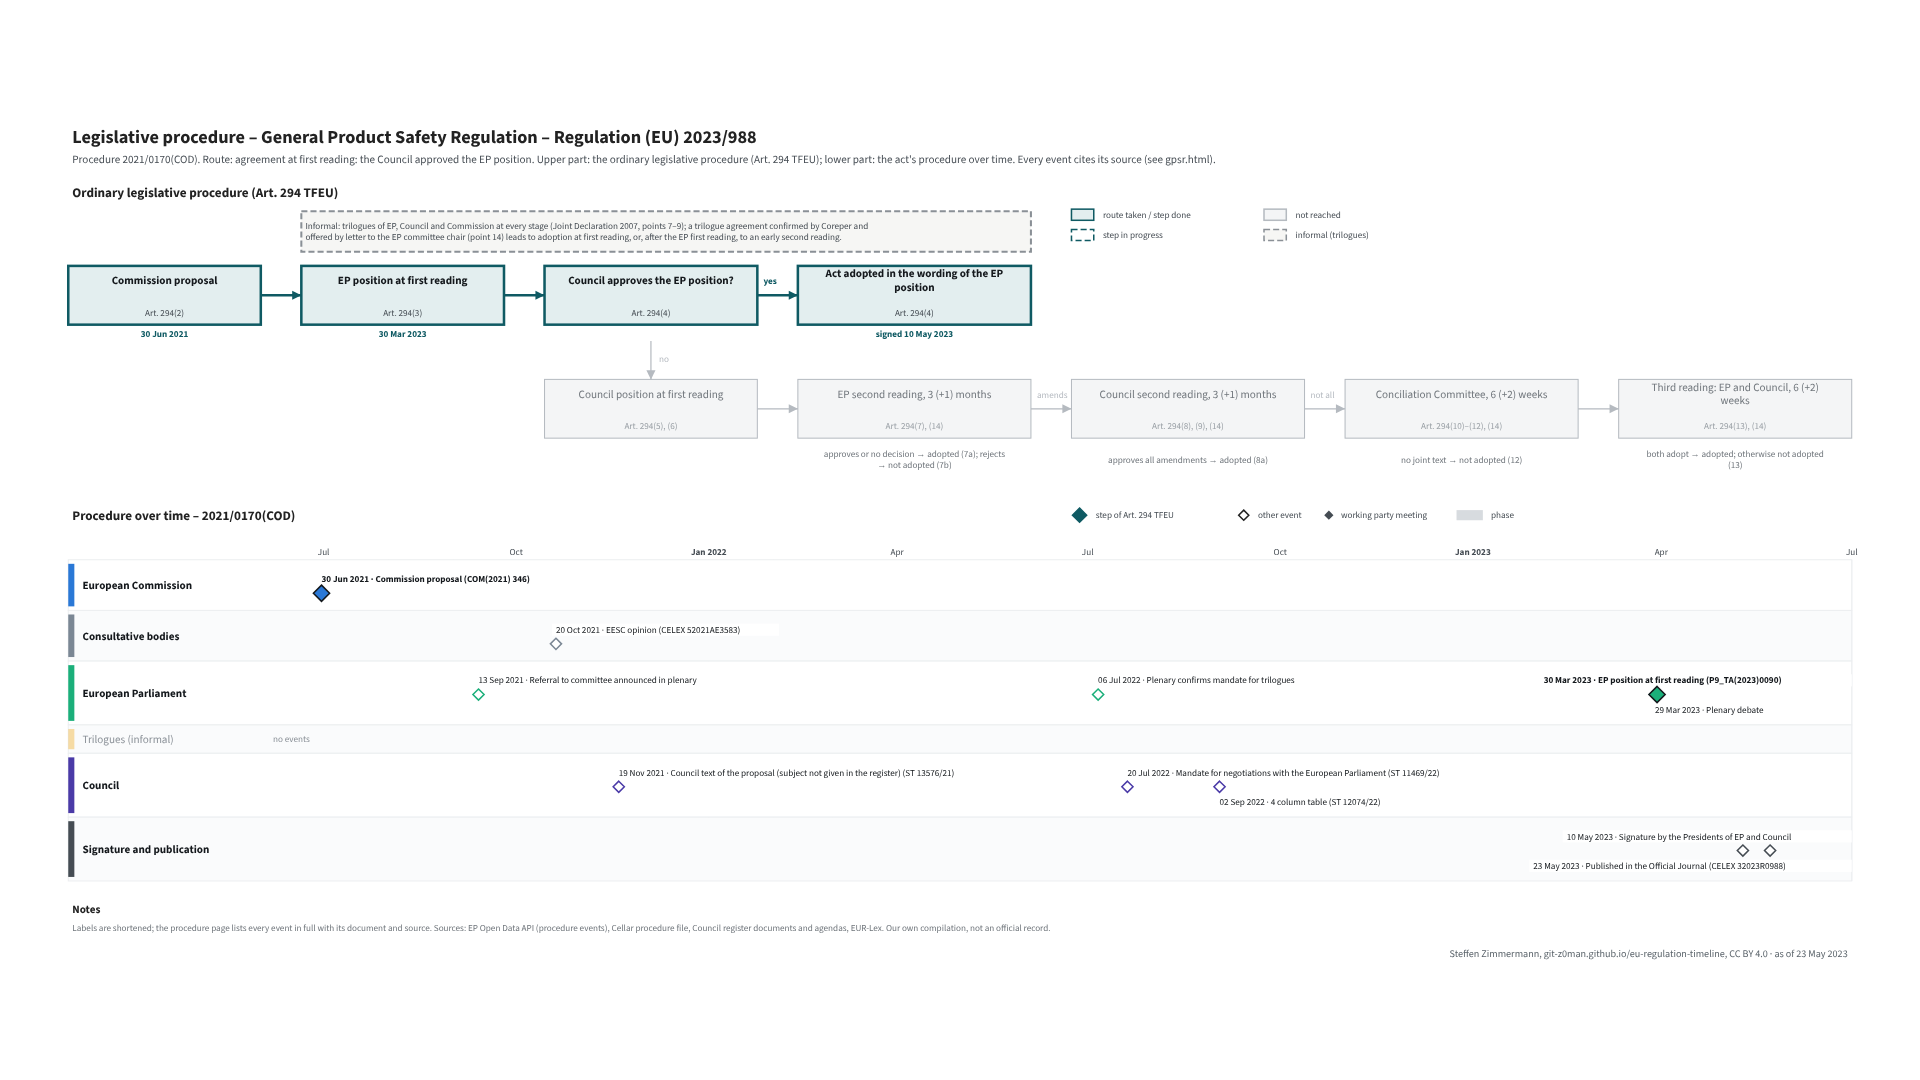 Legislative procedure – General Product Safety Regulation – Regulation (EU) 2023/988
Procedure 2021/0170(COD). Route: agreement at first reading: the Council approved the EP position. Upper part: the ordinary legislative procedure (Art. 294 TFEU); lower part: the act's procedure over time. Every event cites its source (see gpsr.html).
Ordinary legislative procedure (Art. 294 TFEU)
Informal: trilogues of EP, Council and Commission at every stage (Joint Declaration 2007, points 7–9); a trilogue agreement confirmed by Coreper and
offered by letter to the EP committee chair (point 14) leads to adoption at first reading, or, after the EP first reading, to an early second reading.
route taken / step done
not reached
step in progress
informal (trilogues)
Commission proposal
Art. 294(2)
30 Jun 2021
EP position at first reading
Art. 294(3)
30 Mar 2023
Council approves the EP position?
Art. 294(4)
yes
Act adopted in the wording of the EP
position
Art. 294(4)
signed 10 May 2023
no
Council position at first reading
Art. 294(5), (6)
EP second reading, 3 (+1) months
Art. 294(7), (14)
approves or no decision → adopted (7a); rejects
→ not adopted (7b)
amends
Council second reading, 3 (+1) months
Art. 294(8), (9), (14)
approves all amendments → adopted (8a)
not all
Conciliation Committee, 6 (+2) weeks
Art. 294(10)–(12), (14)
no joint text → not adopted (12)
Third reading: EP and Council, 6 (+2)
weeks
Art. 294(13), (14)
both adopt → adopted; otherwise not adopted
(13)
Procedure over time – 2021/0170(COD)
step of Art. 294 TFEU
other event
working party meeting
phase
Jul
Oct
Jan 2022
Apr
Jul
Oct
Jan 2023
Apr
Jul
European Commission
30 Jun 2021 · Commission proposal (COM(2021) 346)
Consultative bodies
20 Oct 2021 · EESC opinion (CELEX 52021AE3583)
European Parliament
13 Sep 2021 · Referral to committee announced in plenary
06 Jul 2022 · Plenary confirms mandate for trilogues
30 Mar 2023 · EP position at first reading (P9_TA(2023)0090)
29 Mar 2023 · Plenary debate
Trilogues (informal)
no events
Council
19 Nov 2021 · Council text of the proposal (subject not given in the register) (ST 13576/21)
20 Jul 2022 · Mandate for negotiations with the European Parliament (ST 11469/22)
02 Sep 2022 · 4 column table (ST 12074/22)
Signature and publication
10 May 2023 · Signature by the Presidents of EP and Council
23 May 2023 · Published in the Official Journal (CELEX 32023R0988)
Notes
Labels are shortened; the procedure page lists every event in full with its document and source. Sources: EP Open Data API (procedure events), Cellar procedure file, Council register documents and agendas, EUR-Lex. Our own compilation, not an official record.
Steffen Zimmermann, git-z0man.github.io/eu-regulation-timeline, CC BY 4.0 · as of 23 May 2023